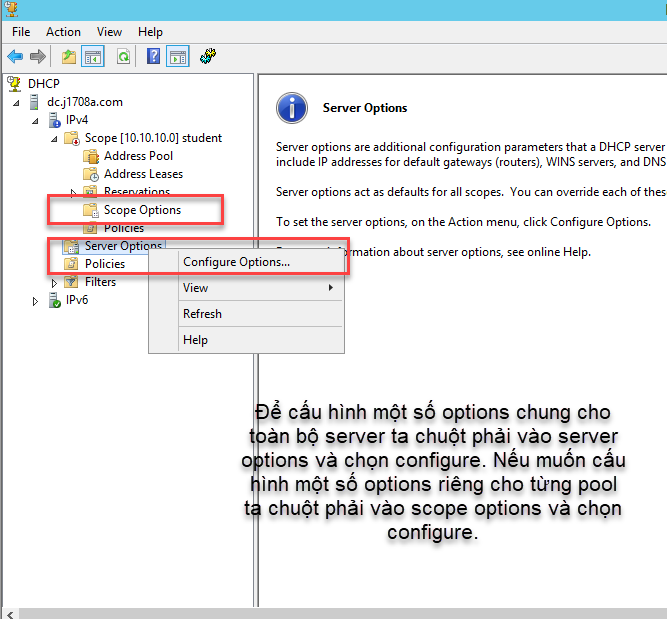 File Action View Help
DHCP
dc.j1708a.com
IPv4
Scope [10.10.10.0] student
Address Pool
Address Leases
Reservations
Scope Options
Policies
Server Options
Policies
Filters
IPv6
Configure Options...
View
Refresh
Help
Server Options
Server options are additional configuration parameters that a DHCP server
include IP addresses for default gateways (routers), WINS servers, and DNS
Server options act as defaults for all scopes. You can override each of these
To set the server options, on the Action menu, click Configure Options.
information about server options, see online Help.
Để cấu hình một số options chung cho
toàn bộ server ta chuột phải vào server
options và chọn configure. Nếu muốn cấu
hình một số options riêng cho từng pool
ta chuột phải vào scope options và chọn
configure.